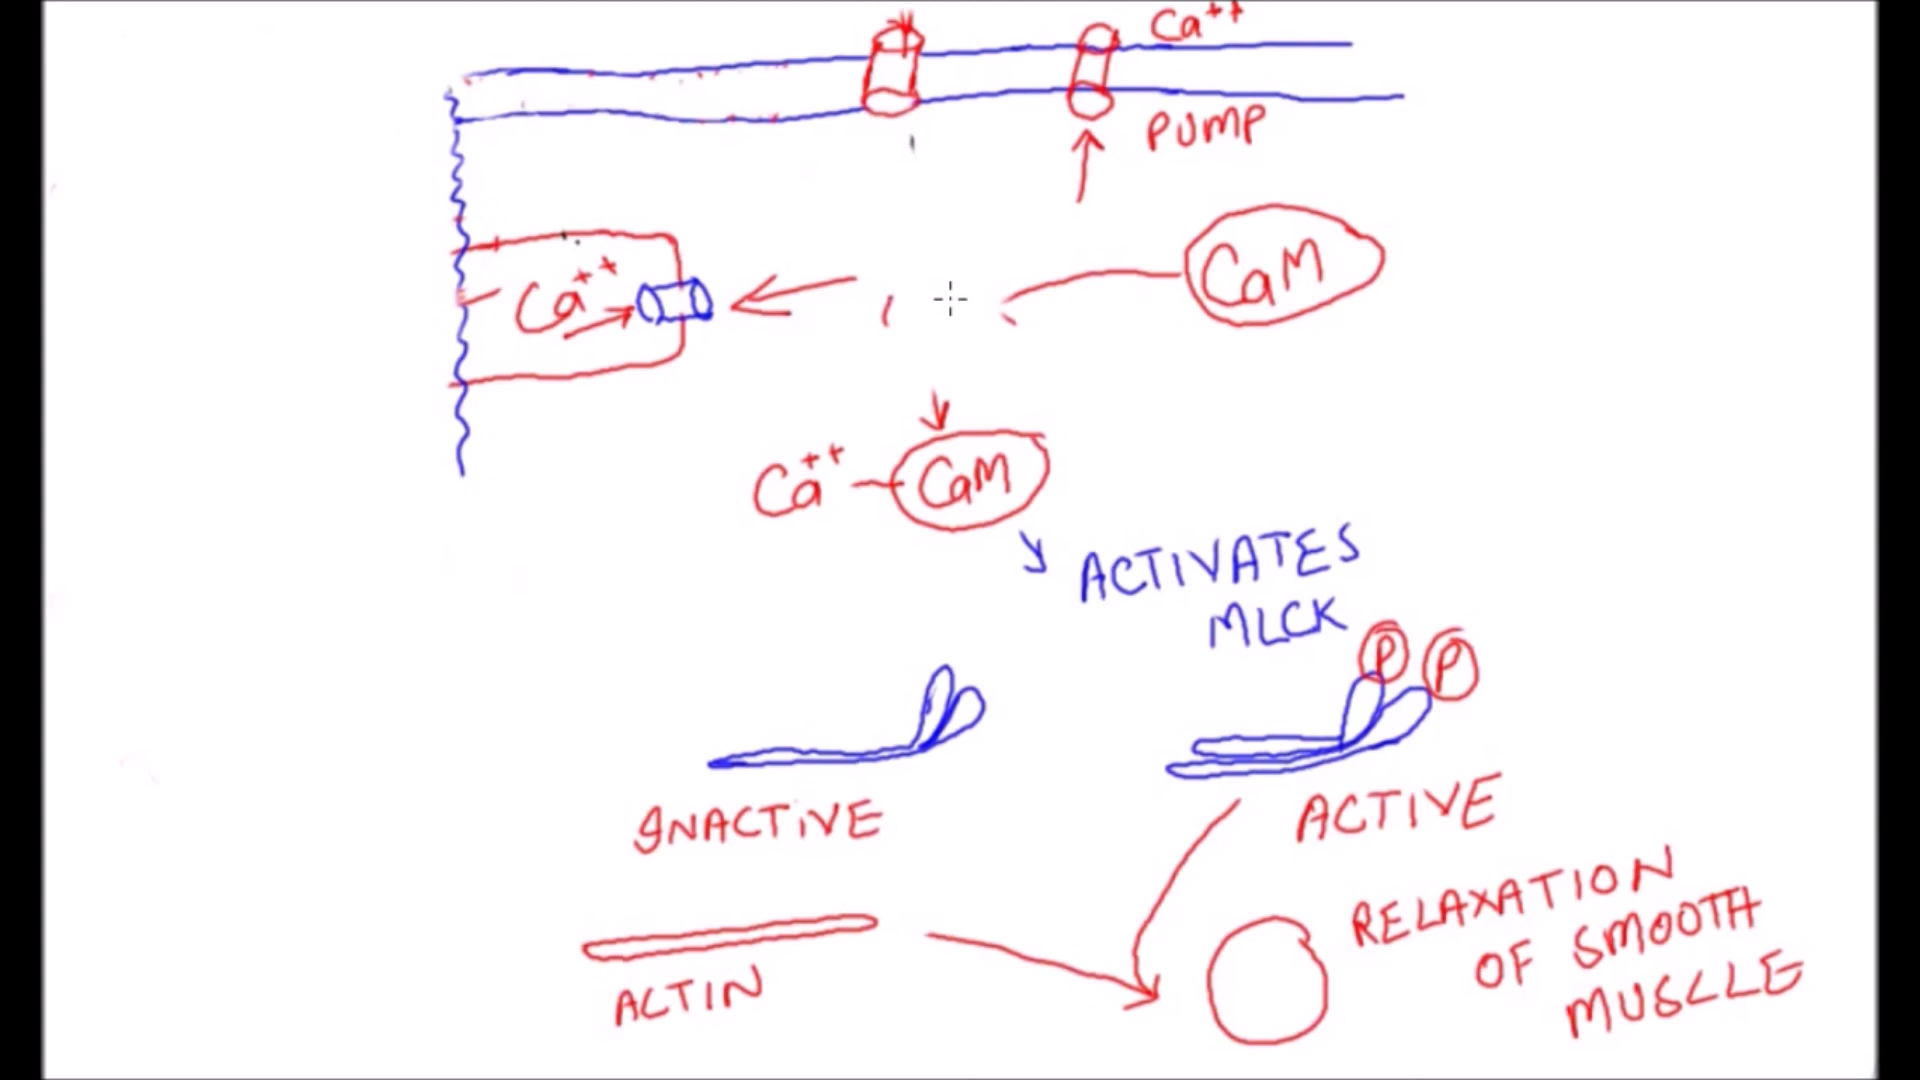 Ca++
PUMP
CaM
Ca++
Ca++ CaM
ACTIVATES
MLCK
P P
INACTIVE
ACTIVE
ACTIN
RELAXATION
OF SMOOTH
MUSCLE